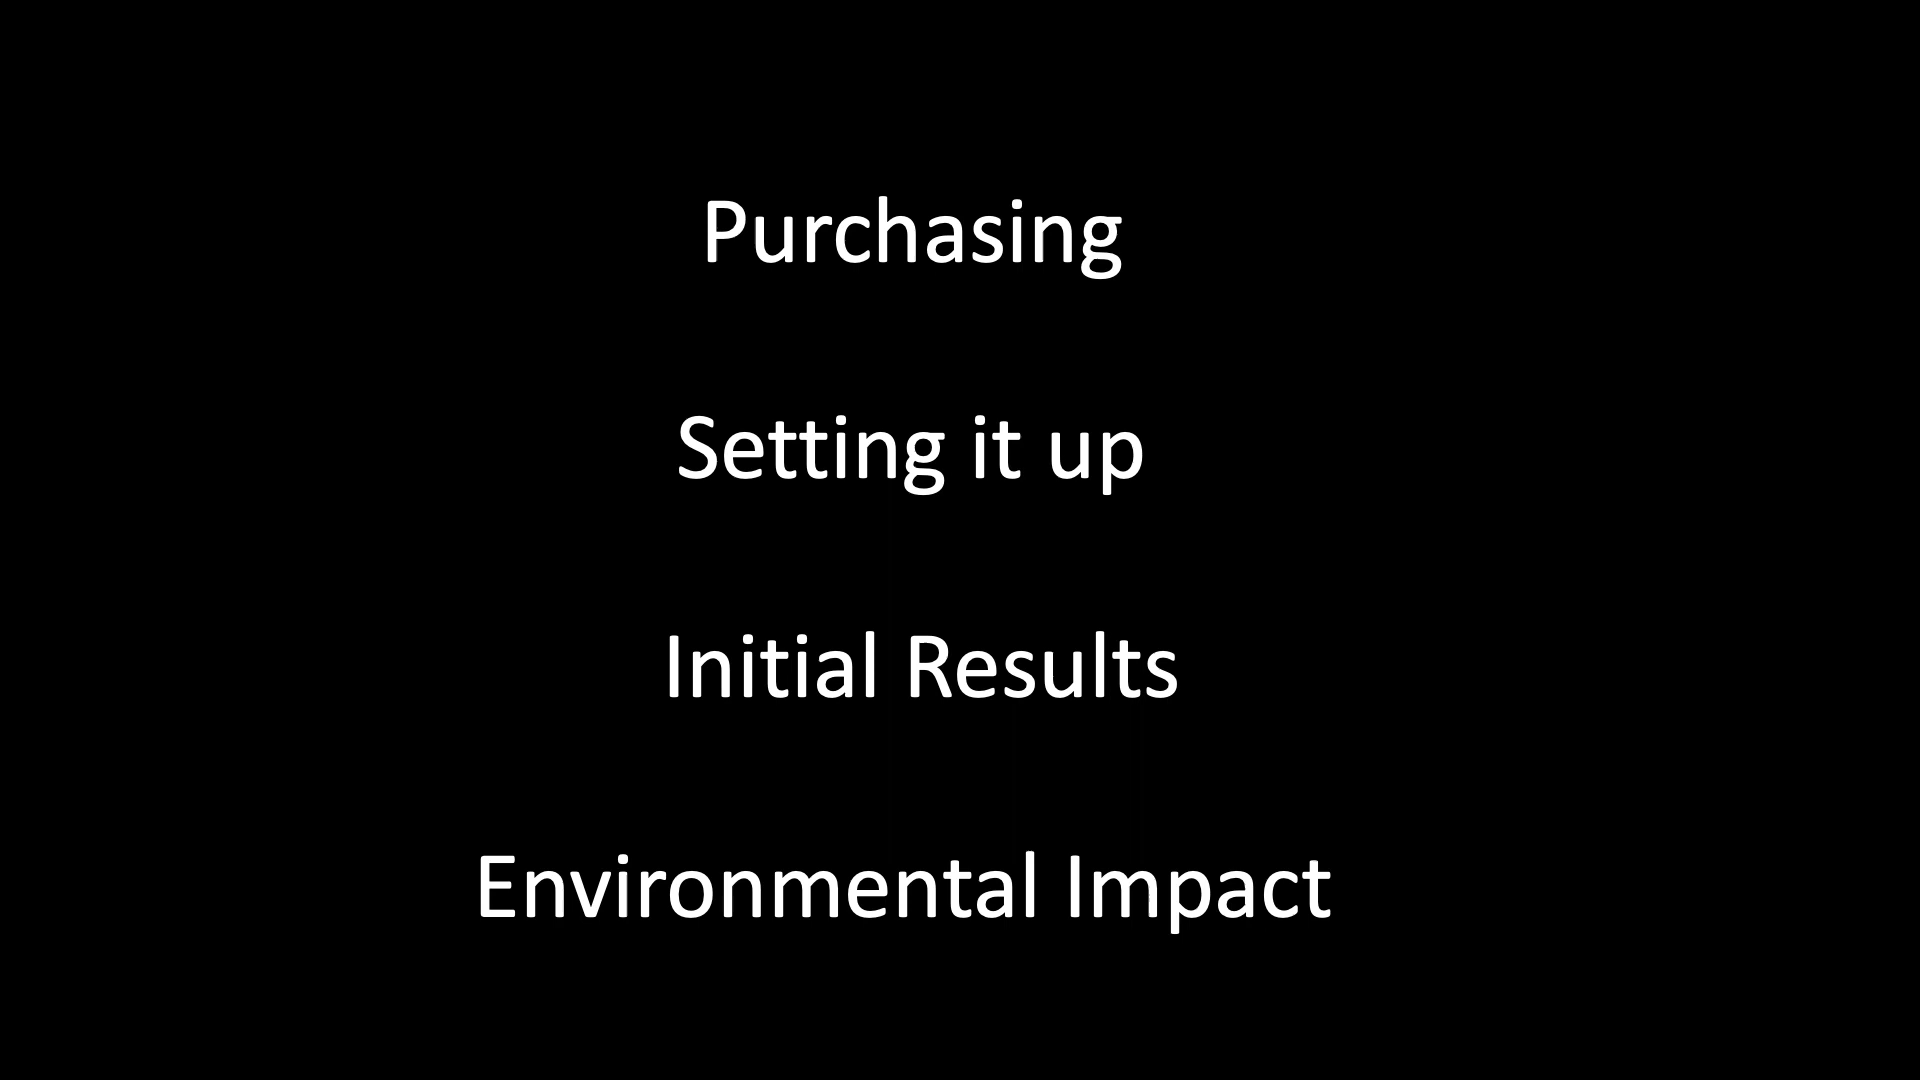 Purchasing
Setting it up
Initial Results
Environmental Impact